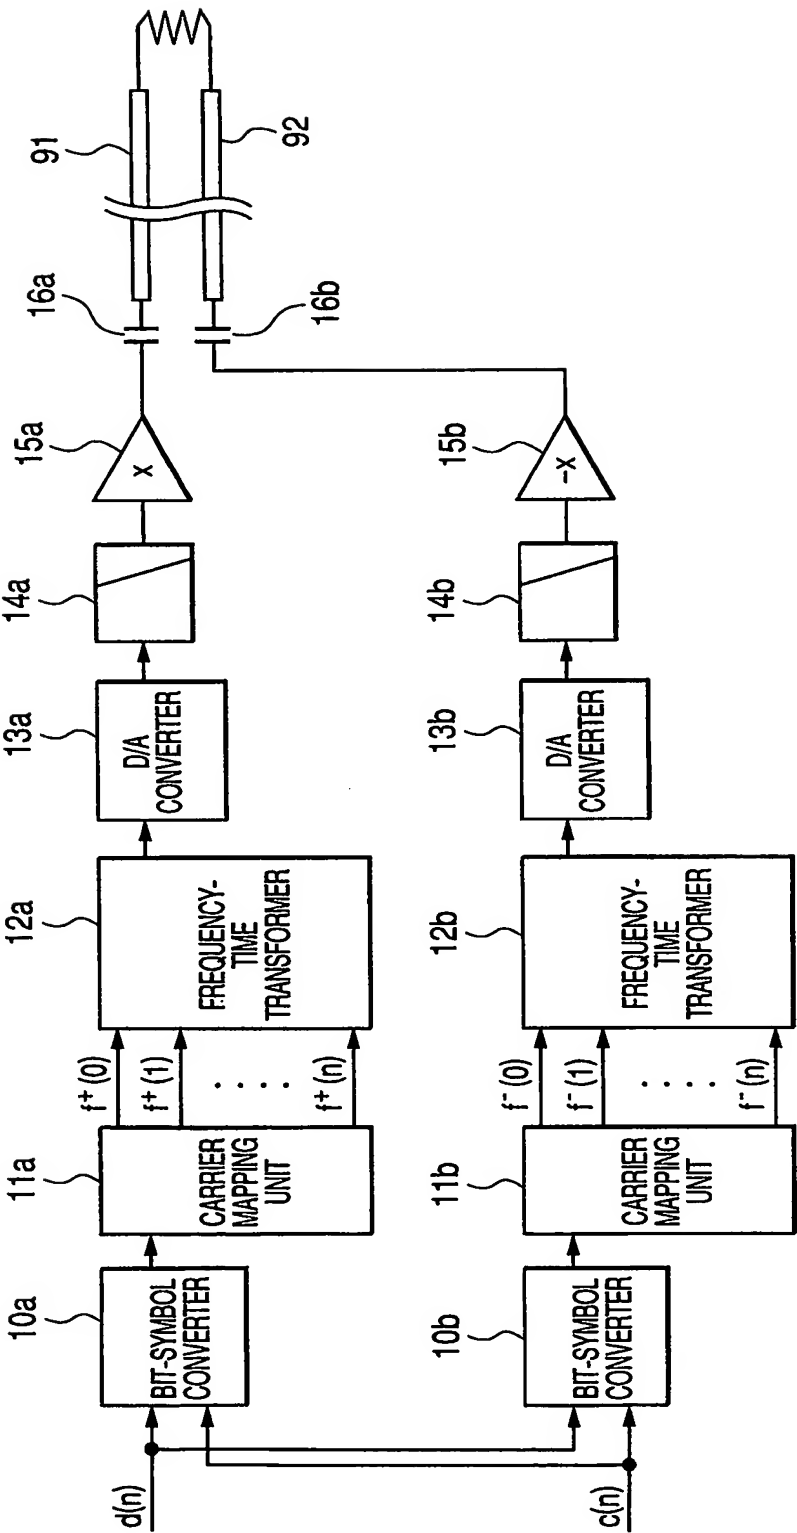 d(n)
c(n)
10a
BIT-SYMBOL
CONVERTER
11a
CARRIER
MAPPING
UNIT
f+(0)
f+(1)
. . . .
f+(n)
12a
FREQUENCY-
TIME
TRANSFORMER
13a
D/A
CONVERTER
14a
15a
X
16a
91
92
16b
10b
BIT-SYMBOL
CONVERTER
11b
CARRIER
MAPPING
UNIT
f-(0)
f-(1)
. . . .
f-(n)
12b
FREQUENCY-
TIME
TRANSFORMER
13b
D/A
CONVERTER
14b
15b
-X